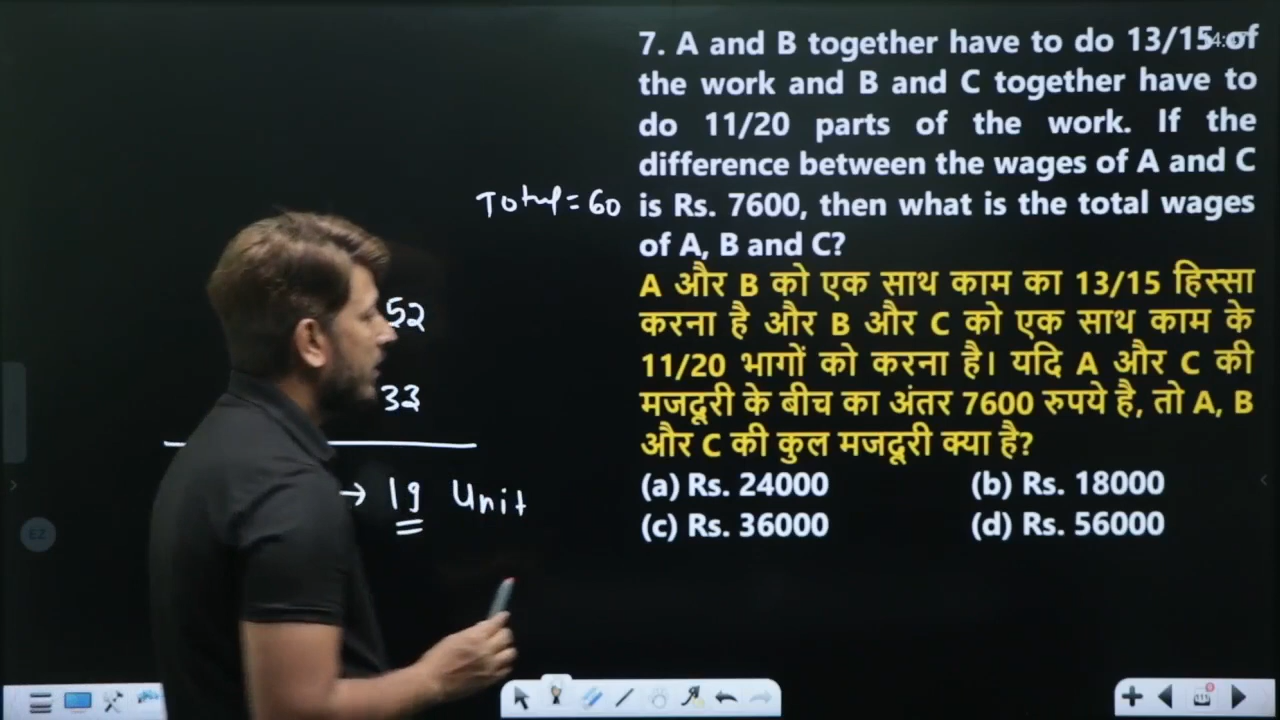 7. A and B together have to do 13/15 of
the work and B and C together have to
do 11/20 parts of the work. If the
difference between the wages of A and C
Total = 60
is Rs. 7600, then what is the total wages
of A, B and C?
A और B को एक साथ काम का 13/15 हिस्सा
करना है और B और C को एक साथ काम के
52
11/20 भागों को करना है। यदि A और C की
33
मजदूरी के बीच का अंतर 7600 रुपये है, तो A, B
और C की कुल मजदूरी क्या है?
→ 19 Unit
(a) Rs. 24000 (b) Rs. 18000
(c) Rs. 36000 (d) Rs. 56000
EZ